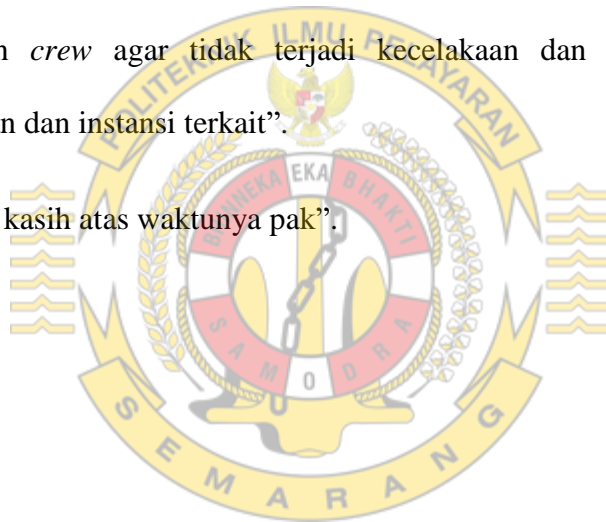 n crew agar tidak terjadi kecelakaan dan
n dan instansi terkait”.
kasih atas waktunya pak”.
POLITEKNIK ILMU PELAYARAN
EKA BHAKTI
SAMODRA
SEMARANG